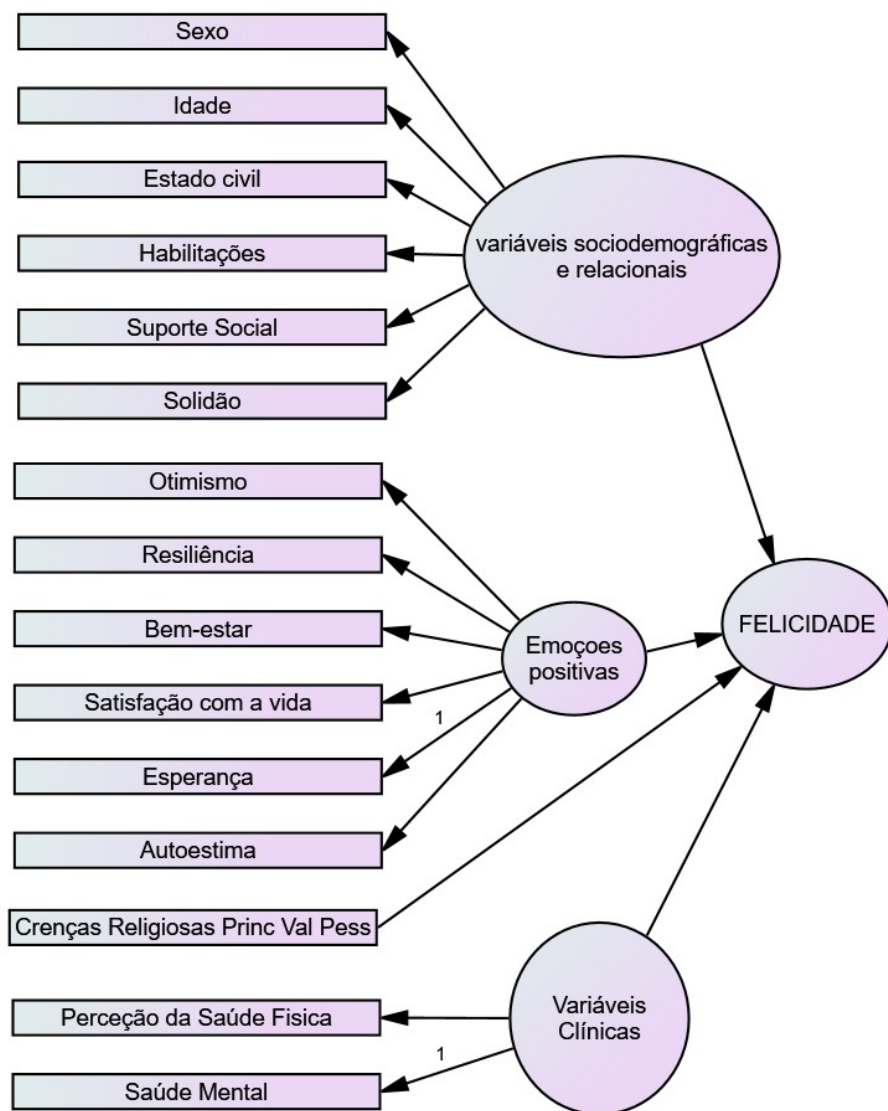 Sexo
Idade
Estado civil
Habilitações
Suporte Social
Solidão
variáveis sociodemográficas
e relacionais
Otimismo
Resiliência
Bem-estar
Satisfação com a vida
1
Esperança
Autoestima
Emoçoes
positivas
FELICIDADE
Crenças Religiosas Princ Val Pess
Perceção da Saúde Fisica
1
Saúde Mental
Variáveis
Clínicas